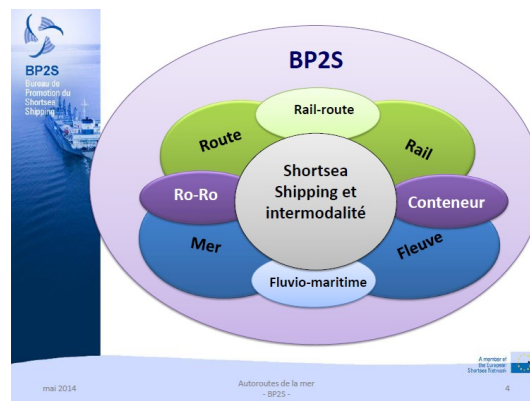 BP2S
Bureau de
Promotion du
Shortsea
Shipping
BP2S
Rail-route
Route
Rail
Ro-Ro
Shortsea
Shipping et
intermodalité
Conteneur
Mer
Fleuve
Fluvio-maritime
A member of
the European
Shortsea Network
mai 2014
Autoroutes de la mer
- BP2S -
4